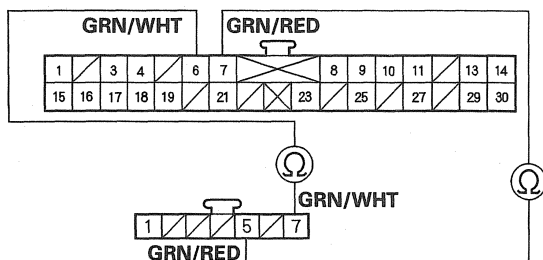 GRN/WHT GRN/RED
1 3 4 6 7 8 9 10 11 13 14
15 16 17 18 19 21 23 25 27 29 30
Ω
Ω
GRN/WHT
1 5 7
GRN/RED